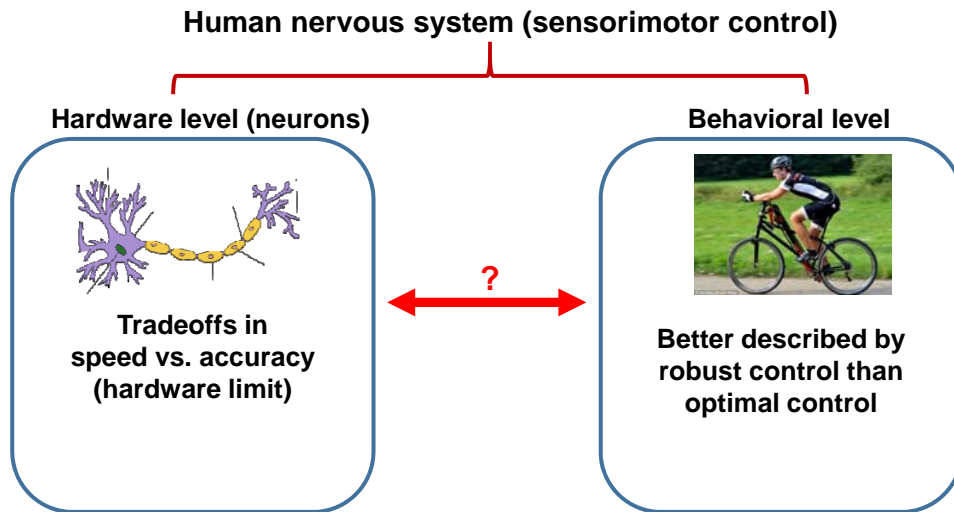 Human nervous system (sensorimotor control)
Hardware level (neurons)
Behavioral level
Tradeoffs in
speed vs. accuracy
(hardware limit)
?
Better described by
robust control than
optimal control